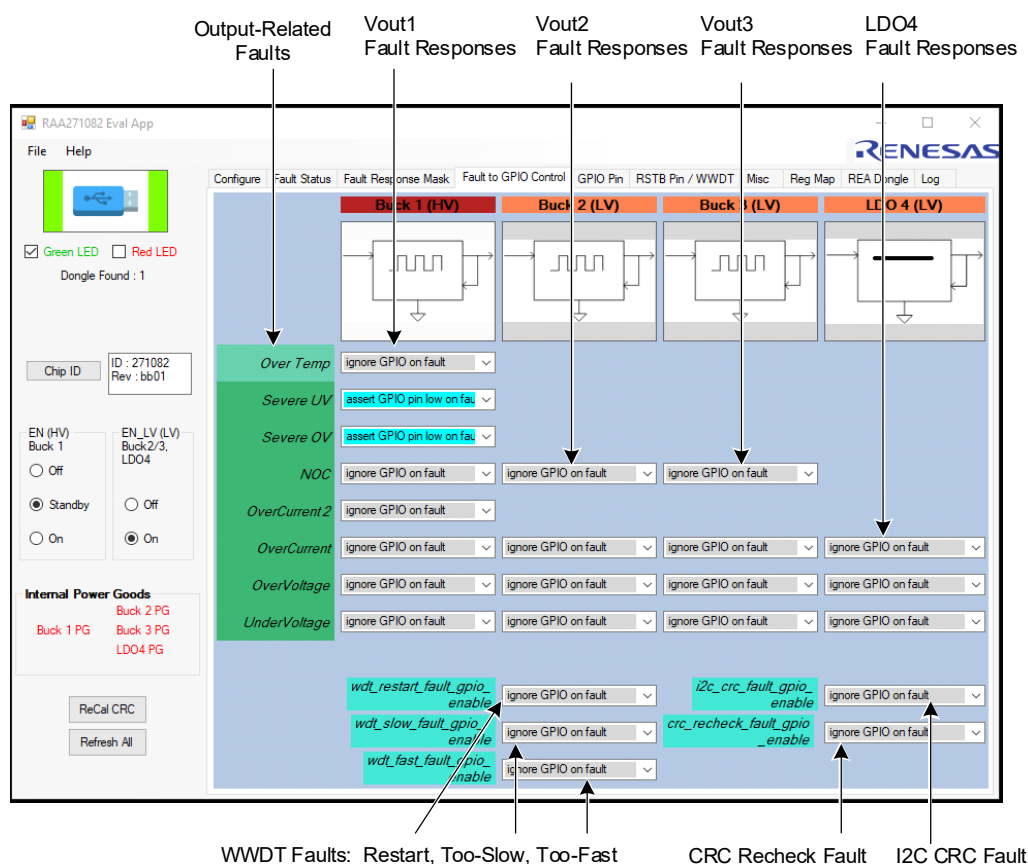 Output-Related
Faults
Vout1
Fault Responses
Vout2
Fault Responses
Vout3
Fault Responses
LDO4
Fault Responses
RAA271082 Eval App
File Help
RENESAS
Configure Fault Status Fault Response Mask Fault to GPIO Control GPIO Pin RSTB Pin / WWDT Misc Reg Map REA Dongle Log
Buck 1 (HV) Buck 2 (LV) Buck 3 (LV) LDO 4 (LV)
Green LED Red LED
Dongle Found : 1
Chip ID
ID : 271082
Rev : bb01
EN (HV)
Buck 1
Off
Standby
On
EN_LV (LV)
Buck2/3,
LDO4
Off
On
Internal Power Goods
Buck 1 PG
Buck 2 PG
Buck 3 PG
LDO4 PG
ReCal CRC
Refresh All
Over Temp ignore GPIO on fault
Severe UV assert GPIO pin low on fau
Severe OV assert GPIO pin low on fau
NOC ignore GPIO on fault ignore GPIO on fault ignore GPIO on fault
OverCurrent2 ignore GPIO on fault
OverCurrent ignore GPIO on fault ignore GPIO on fault ignore GPIO on fault ignore GPIO on fault
OverVoltage ignore GPIO on fault ignore GPIO on fault ignore GPIO on fault ignore GPIO on fault
UnderVoltage ignore GPIO on fault ignore GPIO on fault ignore GPIO on fault ignore GPIO on fault
wdt_restart_fault_gpio_
enable
ignore GPIO on fault
i2c_crc_fault_gpio_
enable
ignore GPIO on fault
wdt_slow_fault_gpio_
enable
ignore GPIO on fault
crc_recheck_fault_gpio
_enable
ignore GPIO on fault
wdt_fast_fault_gpio_
enable
ignore GPIO on fault
WWDT Faults: Restart, Too-Slow, Too-Fast
CRC Recheck Fault
I2C CRC Fault